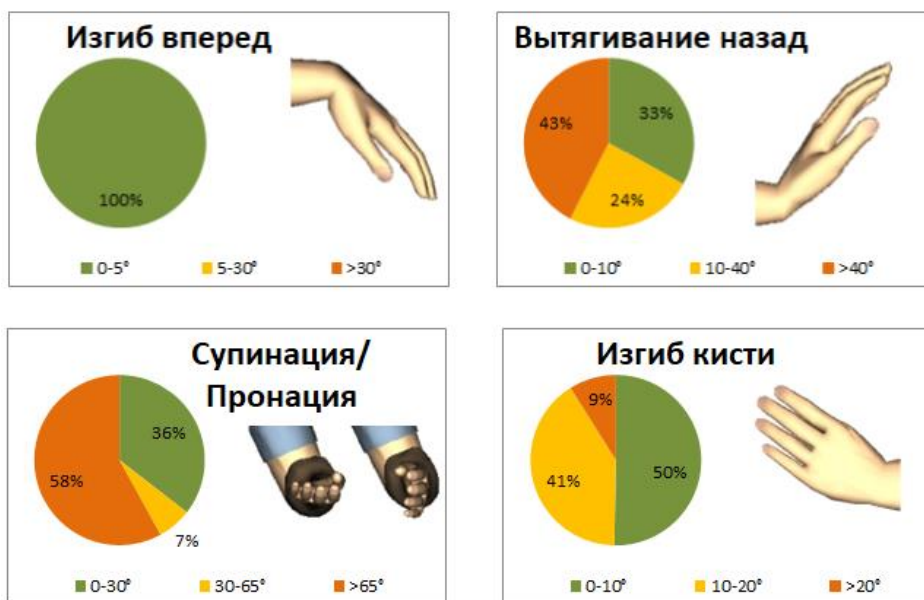 Изгиб вперед
100%
0-5° 5-30° >30°
Вытягивание назад
43% 33%
24%
0-10° 10-40° >40°
Супинация/
Пронация
36%
58%
7%
0-30° 30-65° >65°
Изгиб кисти
9%
41% 50%
0-10° 10-20° >20°